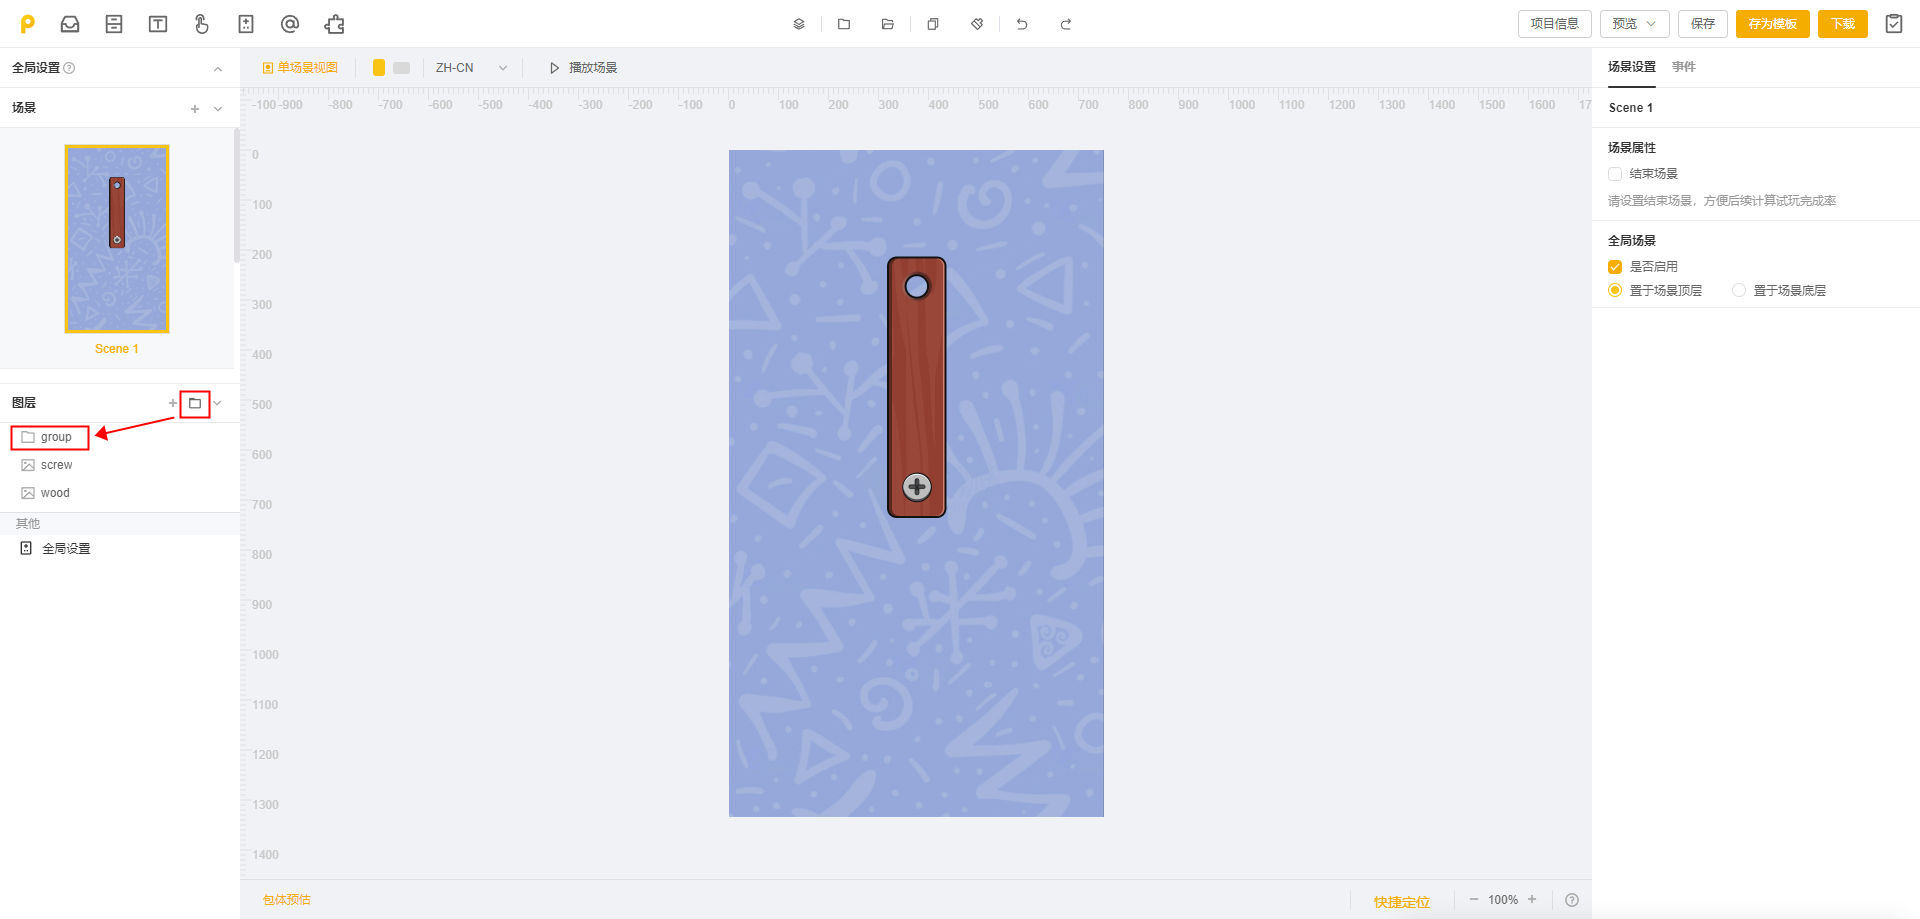 项目信息
预览
保存
存为模板
下载
全局设置
单场景视图
ZH-CN
播放场景
场景设置
事件
场景
-100 -900 -800 -700 -600 -500 -400 -300 -200 -100 0 100 200 300 400 500 600 700 800 900 1000 1100 1200 1300 1400 1500 1600 17
Scene 1
0
100
200
300
400
500
600
700
800
900
1000
1100
1200
1300
1400
场景属性
结束场景
请设置结束场景，方便后续计算试玩完成率
全局场景
是否启用
置于场景顶层
置于场景底层
Scene 1
图层
group
screw
wood
其他
全局设置
包体预估
快捷定位
100%